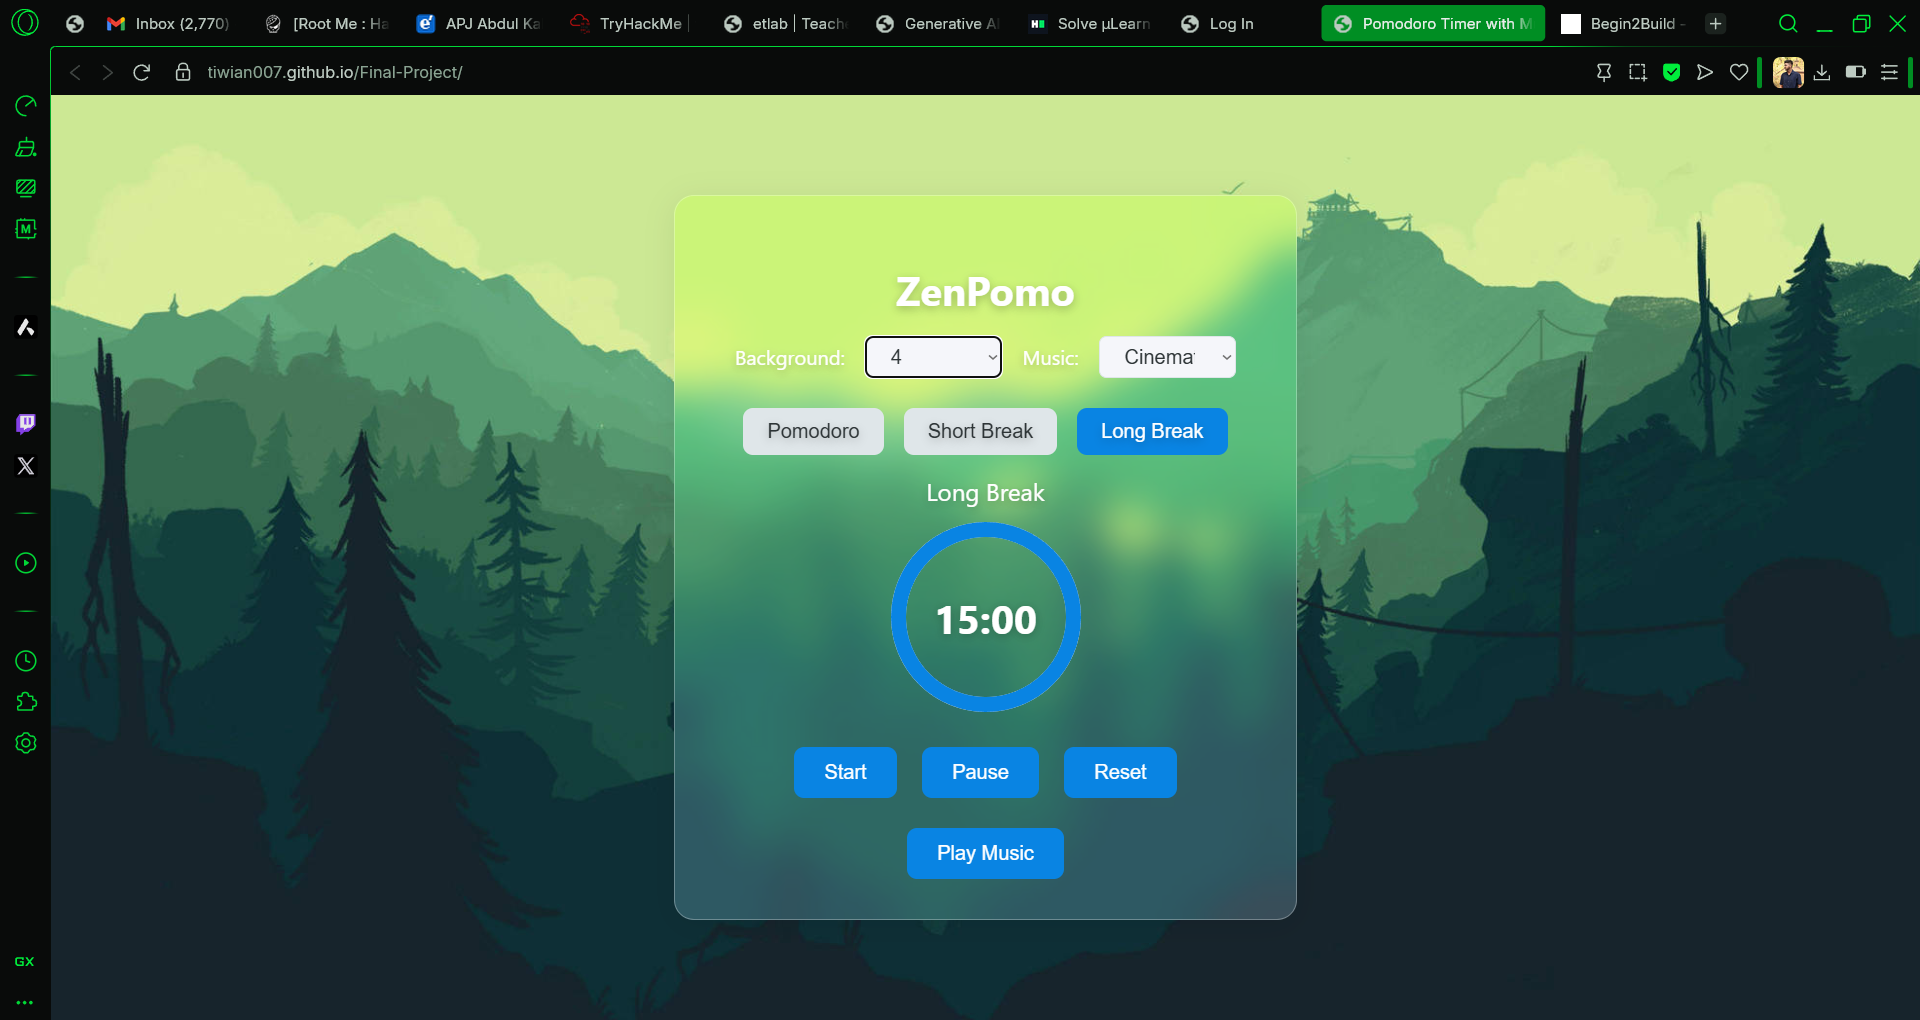 Inbox (2,770)
[Root Me : Ha
APJ Abdul Ka
TryHackMe
etlab | Teache
Generative AI
Solve µLearn
Log In
Pomodoro Timer with M
Begin2Build -
tiwian007.github.io/Final-Project/
ZenPomo
Background: 4 Music: Cinema
Pomodoro Short Break Long Break
Long Break
15:00
Start Pause Reset
Play Music
GX